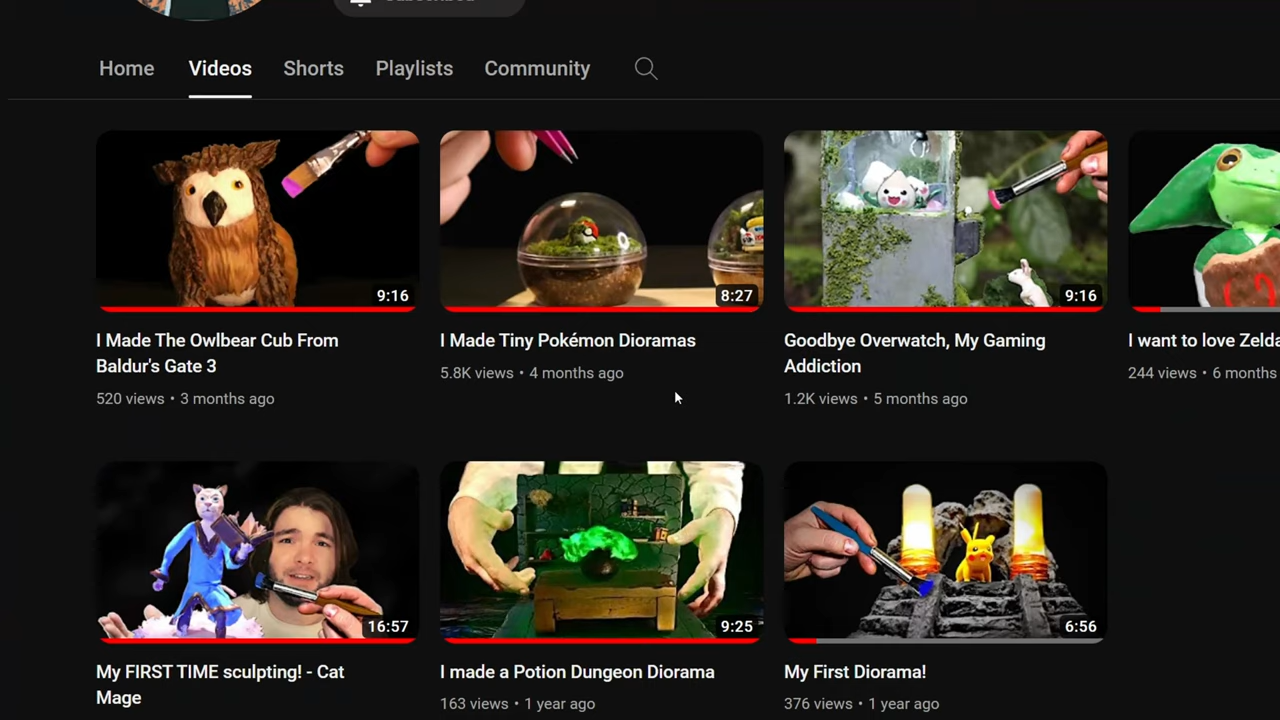 Home Videos Shorts Playlists Community
9:16
8:27
9:16
I Made The Owlbear Cub From
Baldur's Gate 3
520 views • 3 months ago
I Made Tiny Pokémon Dioramas
5.8K views • 4 months ago
Goodbye Overwatch, My Gaming
Addiction
1.2K views • 5 months ago
I want to love Zelda
244 views • 6 months
16:57
9:25
6:56
My FIRST TIME sculpting! - Cat
Mage
I made a Potion Dungeon Diorama
163 views • 1 year ago
My First Diorama!
376 views • 1 year ago